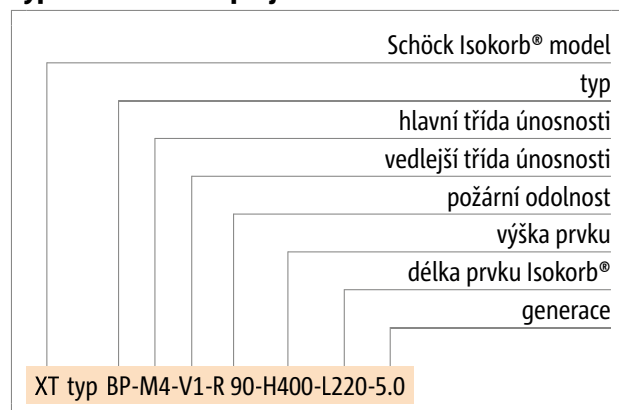 Schöck Isokorb® model
typ
hlavní třída únosnosti
vedlejší třída únosnosti
požární odolnost
výška prvku
délka prvku Isokorb®
generace
XT typ BP-M4-V1-R 90-H400-L220-5.0